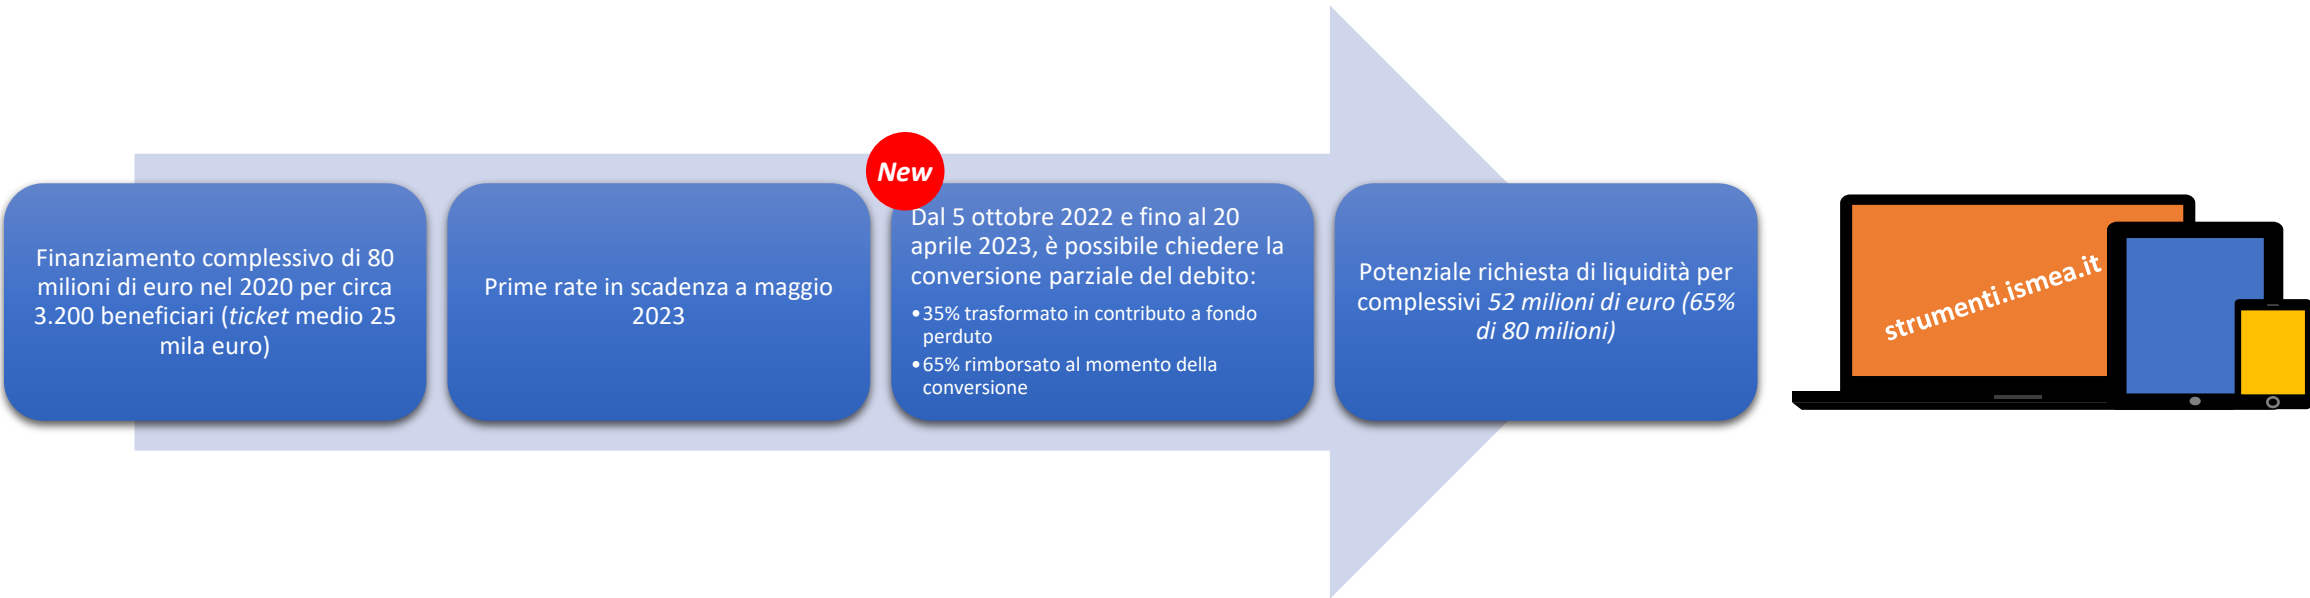 Finanziamento complessivo di 80
milioni di euro nel 2020 per circa
3.200 beneficiari (ticket medio 25
mila euro)
Prime rate in scadenza a maggio
2023
New
Dal 5 ottobre 2022 e fino al 20
aprile 2023, è possibile chiedere la
conversione parziale del debito:
•35% trasformato in contributo a fondo
perduto
•65% rimborsato al momento della
conversione
Potenziale richiesta di liquidità per
complessivi 52 milioni di euro (65%
di 80 milioni)
strumenti.ismea.it